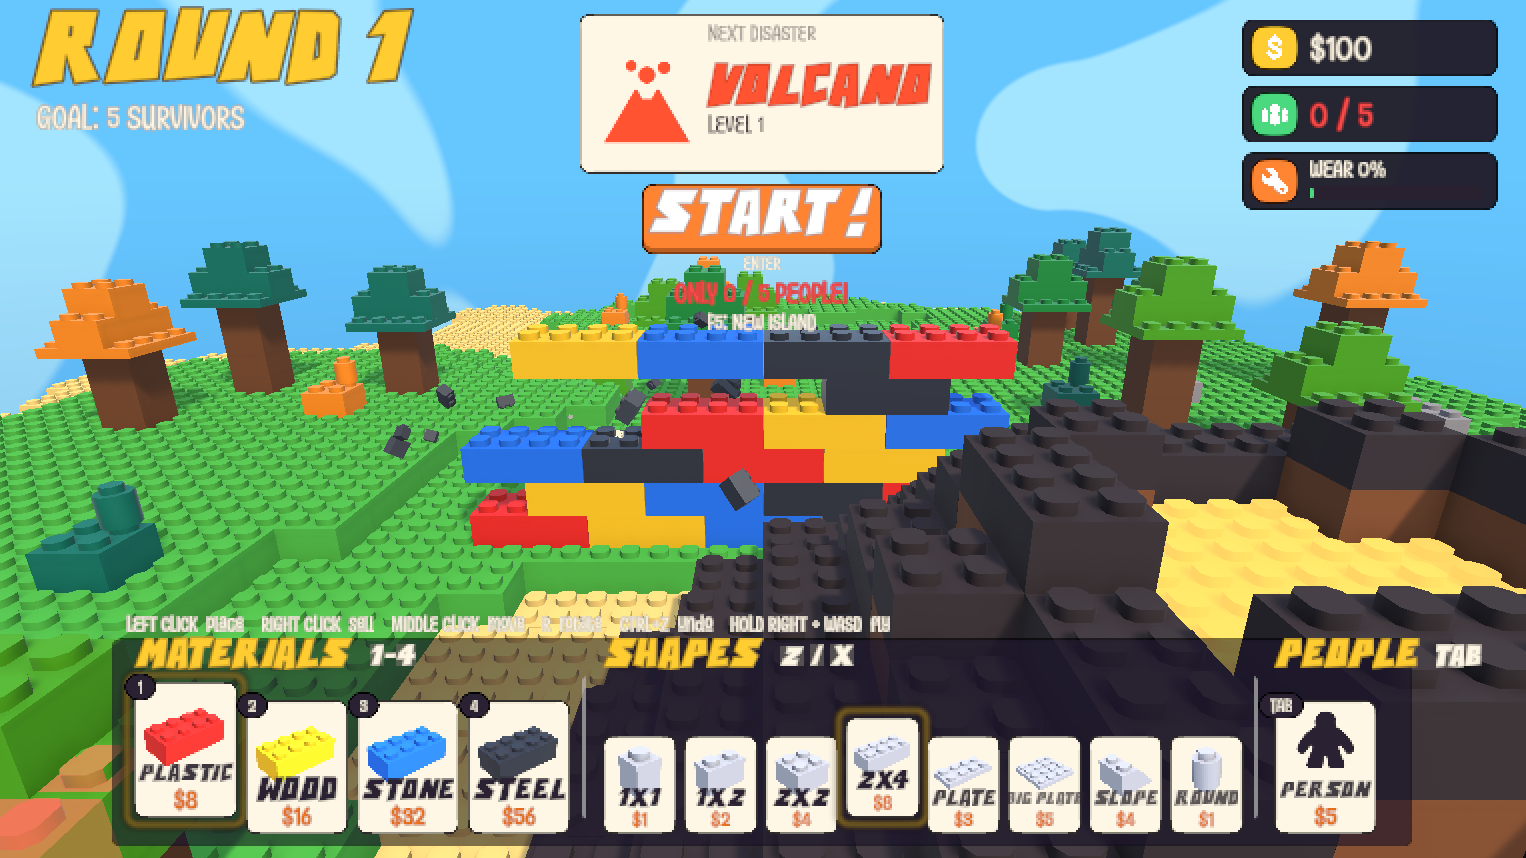 ROUND 1
GOAL: 5 SURVIVORS
NEXT DISASTER
VOLCANO
LEVEL 1
$100
0 / 5
WEAR 0%
START!
ENTER
ONLY 0 / 5 PEOPLE!
F5: NEW ISLAND
LEFT CLICK place RIGHT CLICK sell MIDDLE CLICK move R rotate CTRL+Z undo HOLD RIGHT + WASD fly
MATERIALS 1-4
SHAPES Z / X
PEOPLE TAB
1
PLASTIC
$8
2
WOOD
$16
3
STONE
$32
4
STEEL
$56
1X1
$1
1X2
$2
2X2
$4
2X4
$8
PLATE
$3
BIG PLATE
$5
SLOPE
$4
ROUND
$1
TAB
PERSON
$5